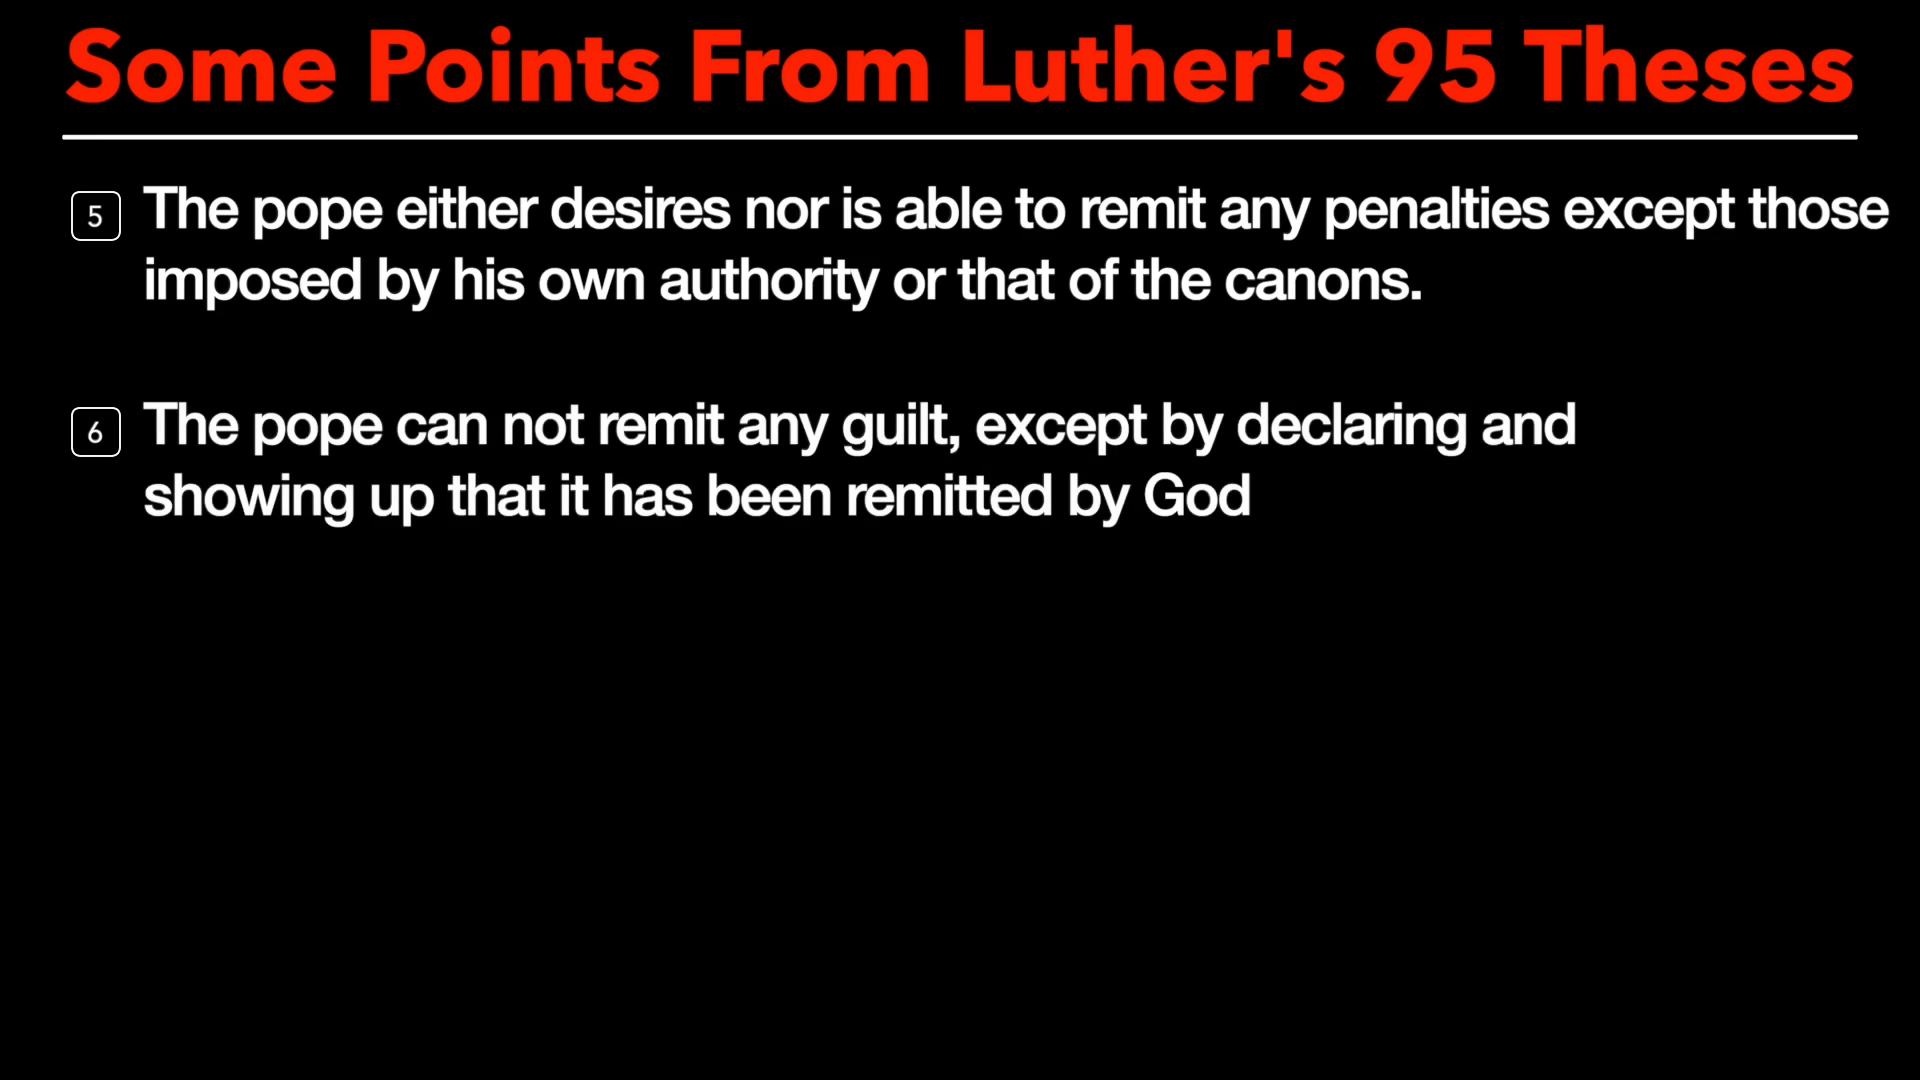 Some Points From Luther's 95 Theses
5 The pope either desires nor is able to remit any penalties except those
imposed by his own authority or that of the canons.
6 The pope can not remit any guilt, except by declaring and
showing up that it has been remitted by God